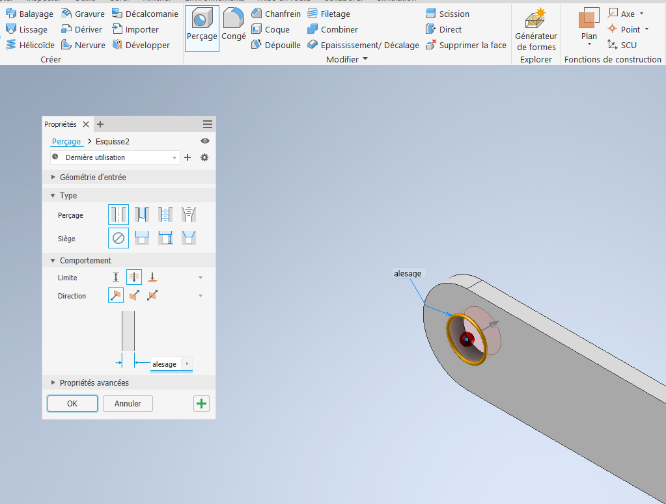 Balayage Gravure Décalcomanie
Lissage Dériver Importer
Hélicoïde Nervure Développer
Créer
Perçage Congé
Chanfrein Filetage
Coque Combiner
Dépouille Epaississement/ Décalage
Scission
Direct
Supprimer la face
Modifier
Générateur
de formes
Explorer
Plan
Axe
Point
SCU
Fonctions de construction
Propriétés
Perçage > Esquisse2
Dernière utilisation
Géométrie d'entrée
Type
Perçage
Siège
Comportement
Limite
Direction
alesage
Propriétés avancées
OK Annuler
alesage